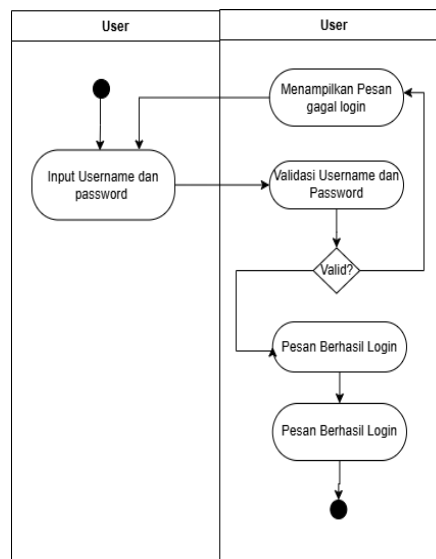 User
User
Menampilkan Pesan
gagal login
Input Username dan
password
Validasi Username dan
Password
Valid?
Pesan Berhasil Login
Pesan Berhasil Login